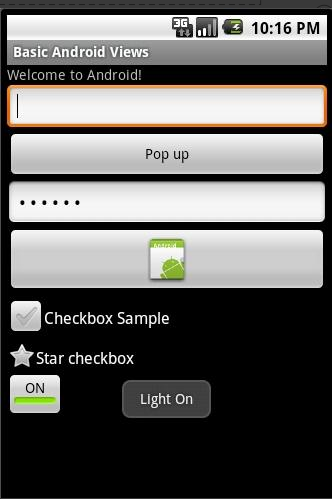 3G
10:16 PM
Basic Android Views
Welcome to Android!
Pop up
••••••
Android
Checkbox Sample
Star checkbox
ON
Light On